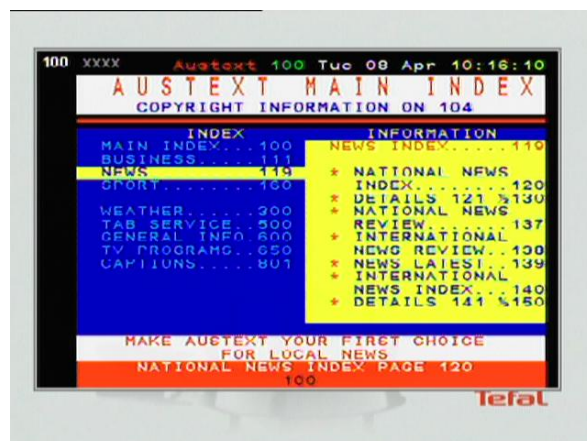 100 XXXX Austext 100 Tue 08 Apr 10:16:10
AUSTEXT MAIN INDEX
COPYRIGHT INFORMATION ON 104
INDEX
MAIN INDEX...100
BUSINESS.....111
NEWS.........119
SPORT........160
WEATHER......300
TAB SERVICE..500
GENERAL INFO.600
TV PROGRAMS..650
CAPTIONS.....801
INFORMATION
NEWS INDEX...119
* NATIONAL NEWS
INDEX........120
* DETAILS 121 %130
* NATIONAL NEWS
REVIEW.......137
* INTERNATIONAL
NEWS REVIEW..138
* NEWS LATEST..139
* INTERNATIONAL
NEWS INDEX...140
* DETAILS 141 %150
MAKE AUSTEXT YOUR FIRST CHOICE
FOR LOCAL NEWS
NATIONAL NEWS INDEX PAGE 120
100
Tefal